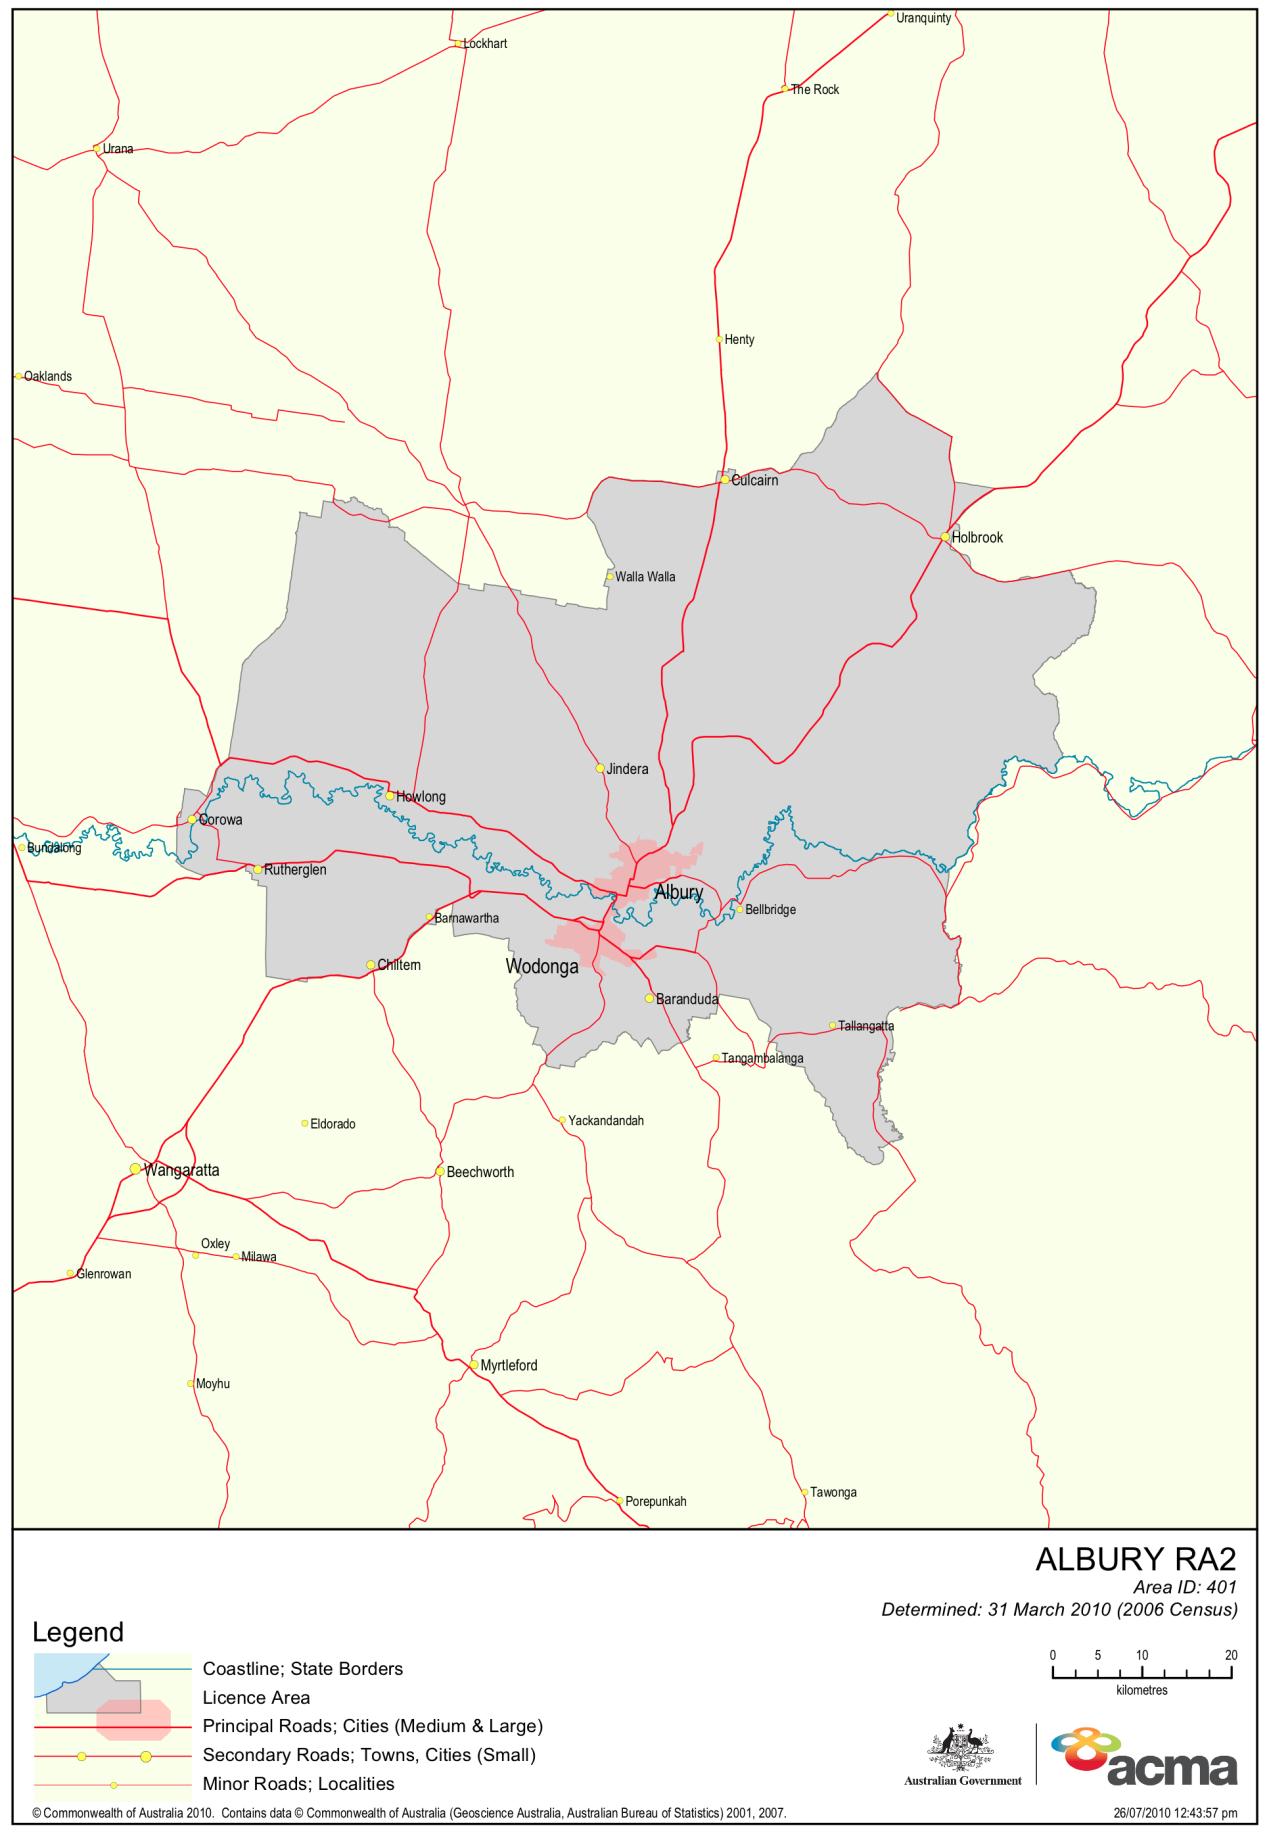 Uranquinty
Lockhart
The Rock
Urana
Henty
Oaklands
Culcairn
Holbrook
Walla Walla
Jindera
Howlong
Corowa
Bundalong
Rutherglen
Albury
Bellbridge
Barnawartha
Chiltern
Wodonga
Baranduda
Tallangatta
Tangambalanga
Eldorado
Yackandandah
Wangaratta
Beechworth
Oxley
Milawa
Glenrowan
Myrtleford
Moyhu
Tawonga
Porepunkah
ALBURY RA2
Area ID: 401
Determined: 31 March 2010 (2006 Census)
Legend
Coastline; State Borders
Licence Area
Principal Roads; Cities (Medium & Large)
Secondary Roads; Towns, Cities (Small)
Minor Roads; Localities
0 5 10 20
kilometres
Australian Government
acma
© Commonwealth of Australia 2010. Contains data © Commonwealth of Australia (Geoscience Australia, Australian Bureau of Statistics) 2001, 2007.
26/07/2010 12:43:57 pm